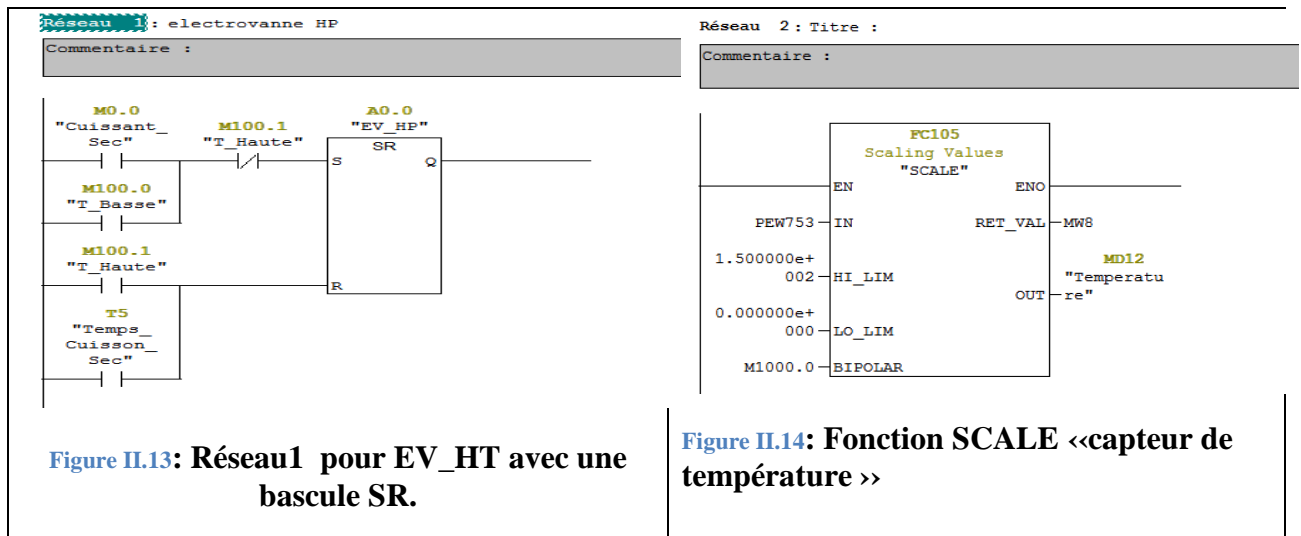 Réseau 1 : electrovanne HP
Commentaire :
M0.0
"Cuissant_
Sec"
M100.1
"T_Haute"
A0.0
"EV_HP"
SR
S
Q
M100.0
"T_Basse"
M100.1
"T_Haute"
R
T5
"Temps_
Cuisson_
Sec"
Figure II.13: Réseau1 pour EV_HT avec une
bascule SR.
Réseau 2 : Titre :
Commentaire :
FC105
Scaling Values
"SCALE"
EN
ENO
PEW753
IN
RET_VAL
MW8
1.500000e+
002
HI_LIM
MD12
"Temperatu
re"
OUT
0.000000e+
000
LO_LIM
M1000.0
BIPOLAR
Figure II.14: Fonction SCALE ‹‹capteur de
température ››